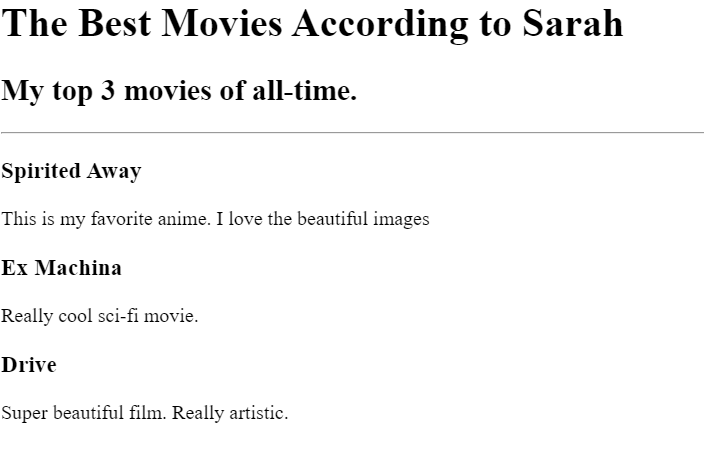 The Best Movies According to Sarah
My top 3 movies of all-time.
Spirited Away
This is my favorite anime. I love the beautiful images
Ex Machina
Really cool sci-fi movie.
Drive
Super beautiful film. Really artistic.